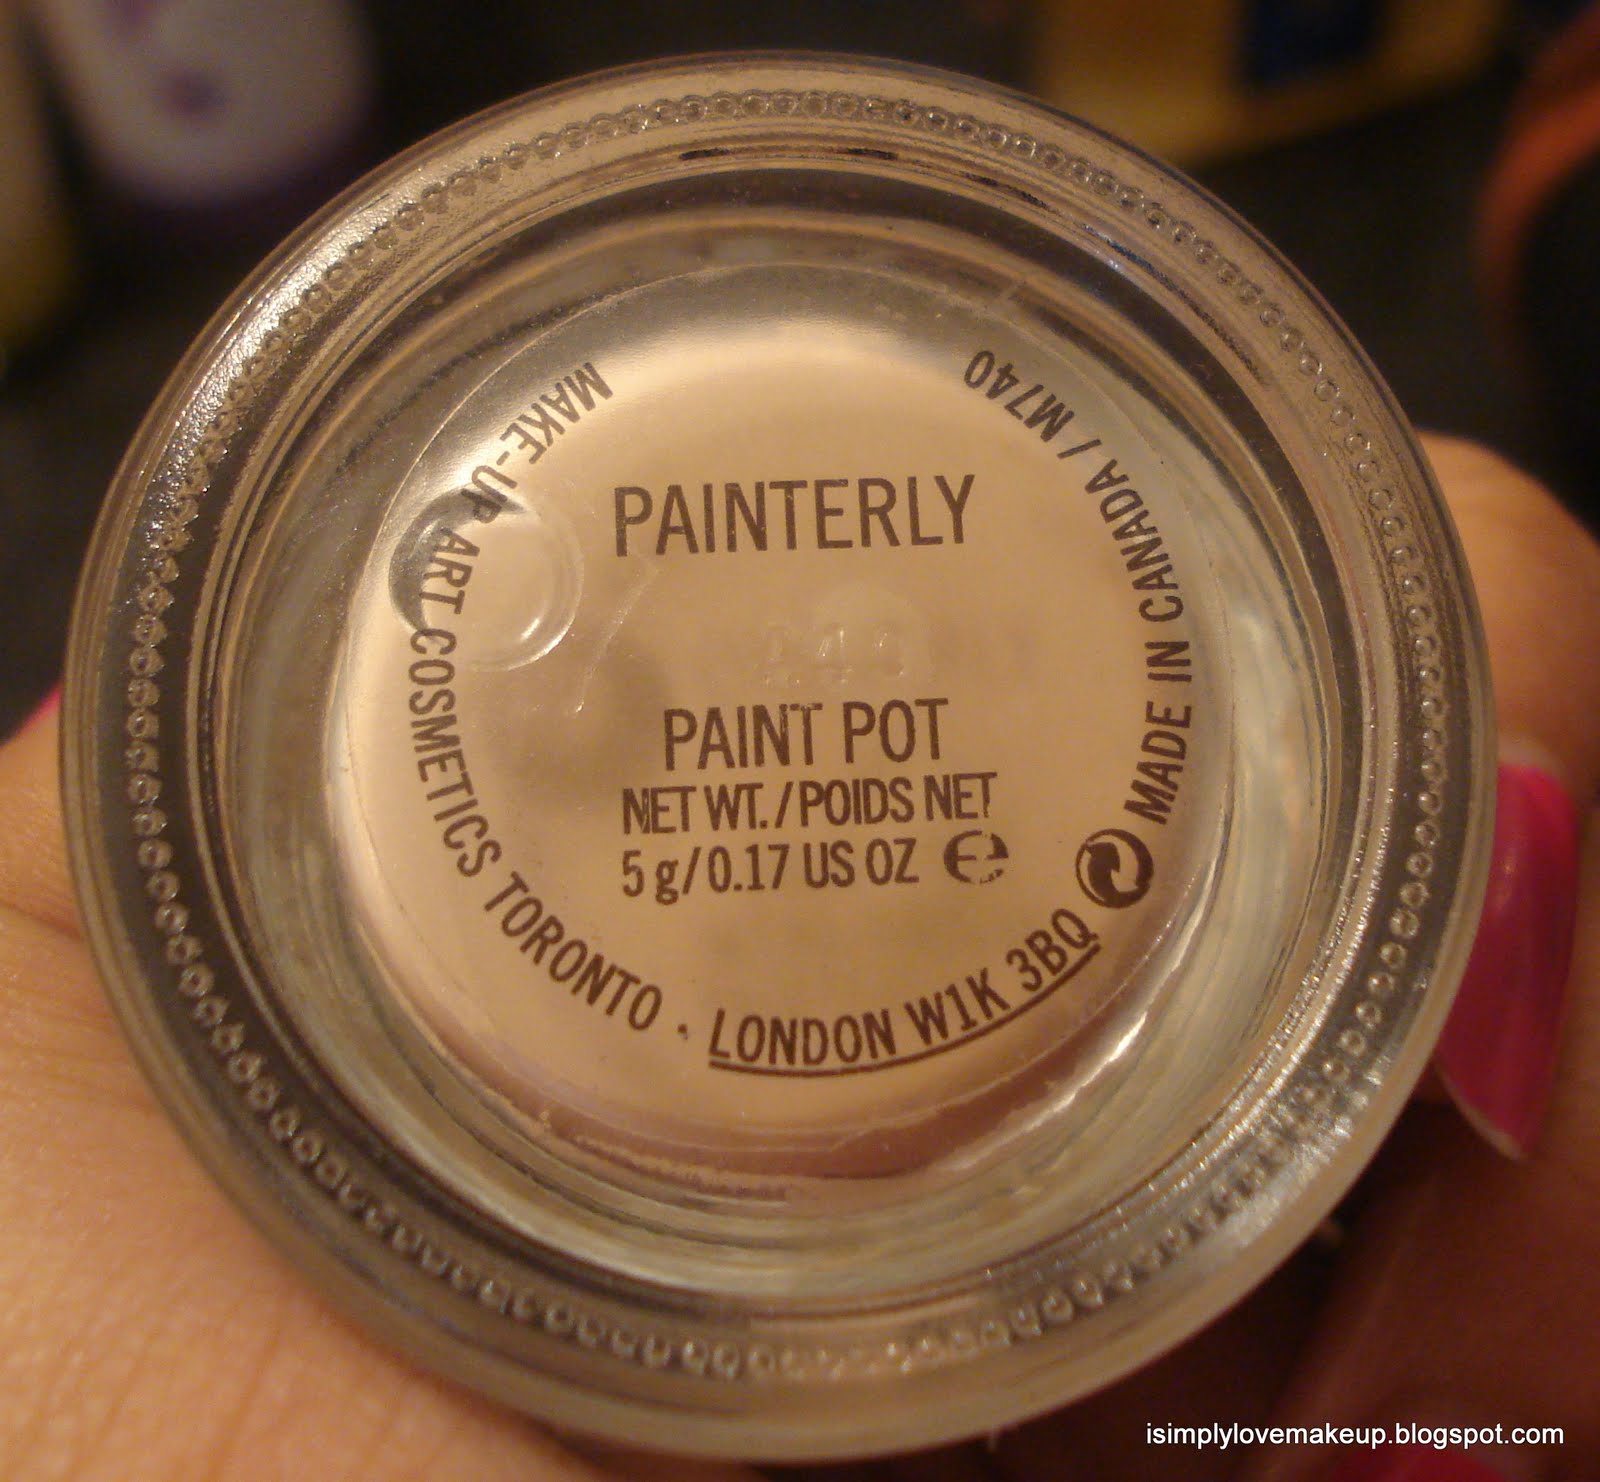 PAINTERLY
PAINT POT
NET WT./POIDS NET
5 g/0.17 US OZ e
MAKE-UP ART COSMETICS TORONTO · LONDON W1K 3BQ
MADE IN CANADA / M740
isimplylovemakeup.blogspot.com